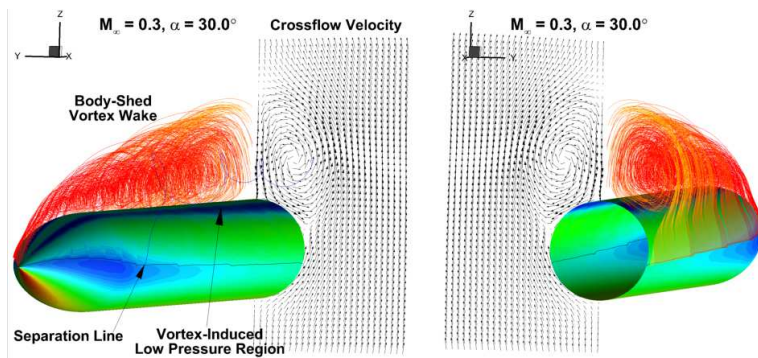 M∞ = 0.3, α = 30.0°
Crossflow Velocity
M∞ = 0.3, α = 30.0°
Z
Y
X
Z
X
Y
Body-Shed
Vortex Wake
Separation Line
Vortex-Induced
Low Pressure Region